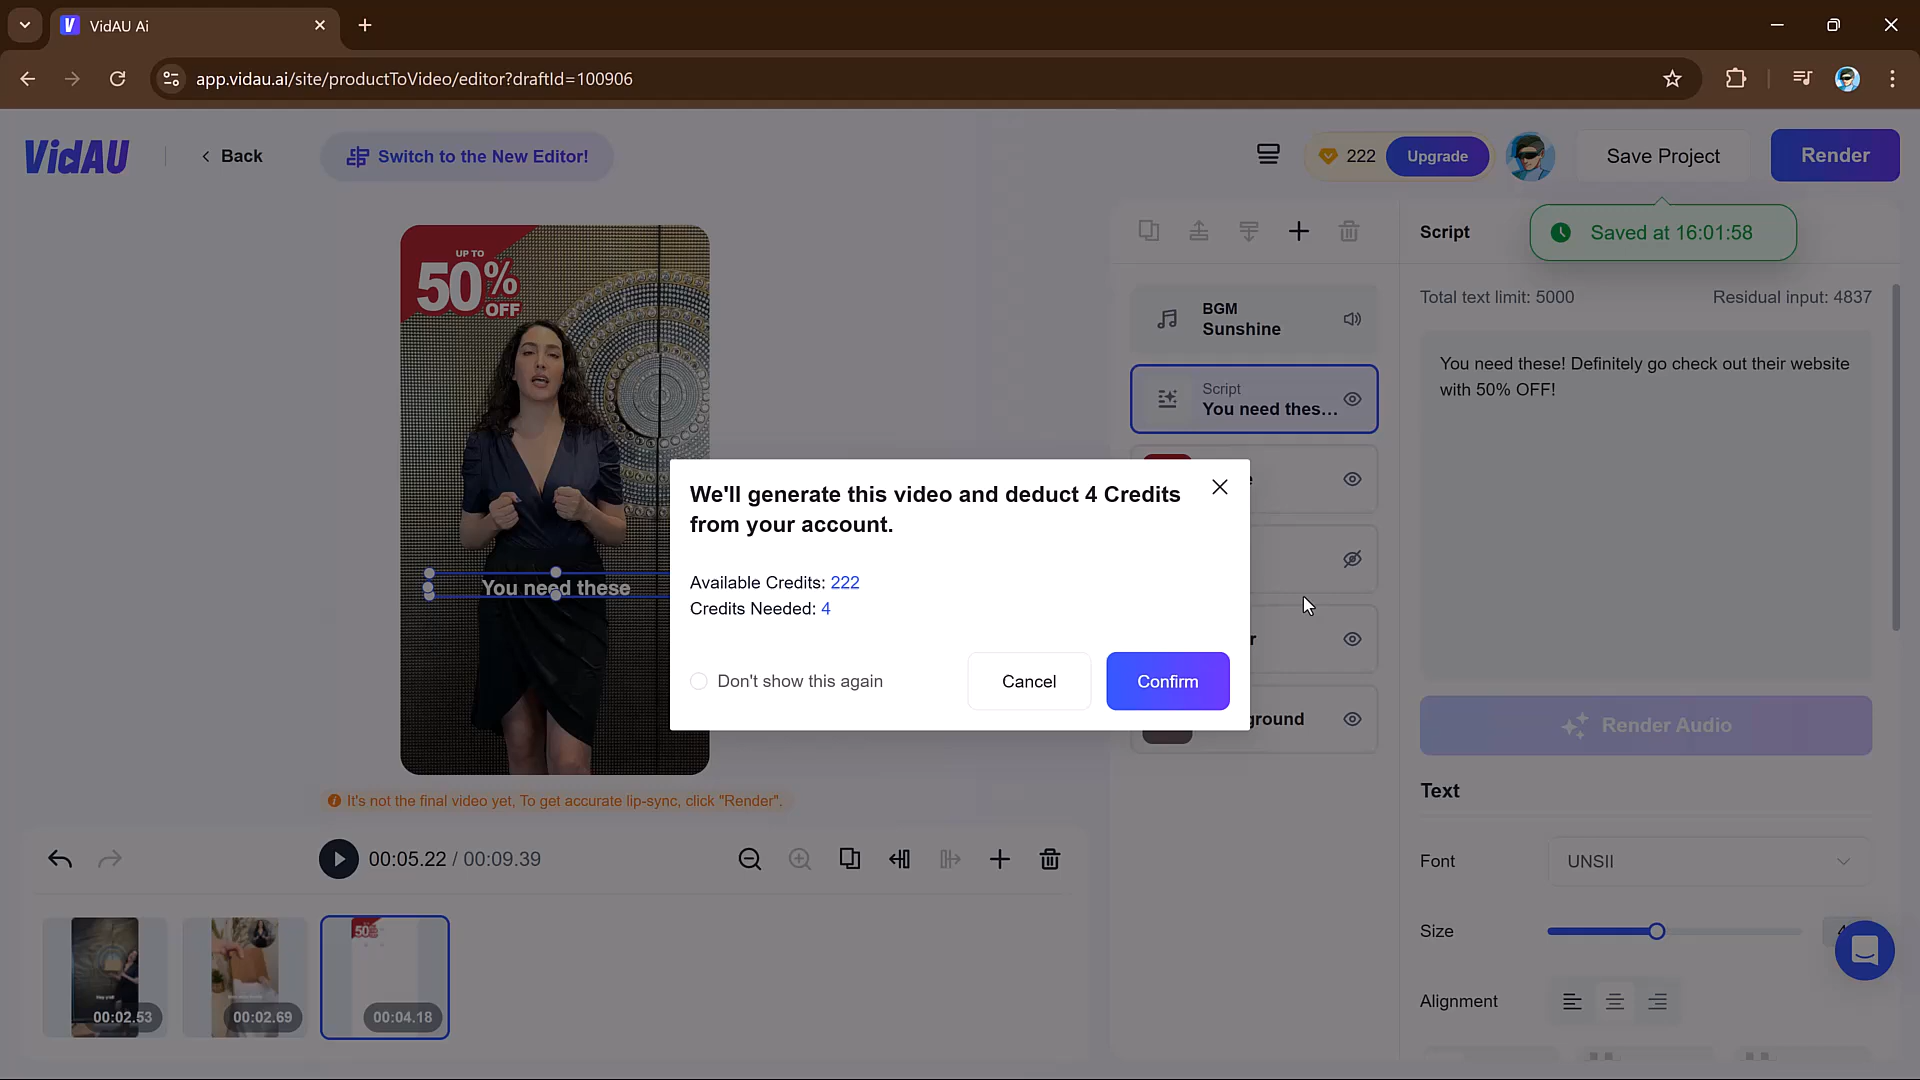 VidAU Ai
app.vidau.ai/site/productToVideo/editor?draftId=100906
VidAU
Back
Switch to the New Editor!
222
Upgrade
Save Project
Render
Saved at 16:01:58
UP TO
50%
OFF
You need these
It's not the final video yet, To get accurate lip-sync, click "Render".
BGM
Sunshine
Script
You need thes...
Script
Total text limit: 5000
Residual input: 4837
You need these! Definitely go check out their website
with 50% OFF!
Render Audio
Text
Font
UNSII
Size
Alignment
We'll generate this video and deduct 4 Credits
from your account.
Available Credits: 222
Credits Needed: 4
Don't show this again
Cancel
Confirm
00:05.22 / 00:09.39
00:02.53
00:02.69
50%
00:04.18